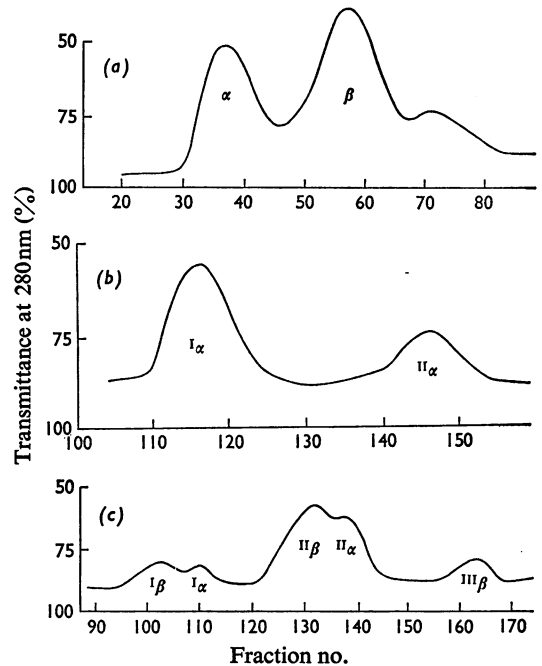 Transmittance at 280nm (%)
(a)
50
75
100
α
β
20 30 40 50 60 70 80
(b)
50
75
100
Iα
IIα
100 110 120 130 140 150
(c)
50
75
100
Iβ
Iα
IIβ
IIα
IIIβ
90 100 110 120 130 140 150 160 170
Fraction no.